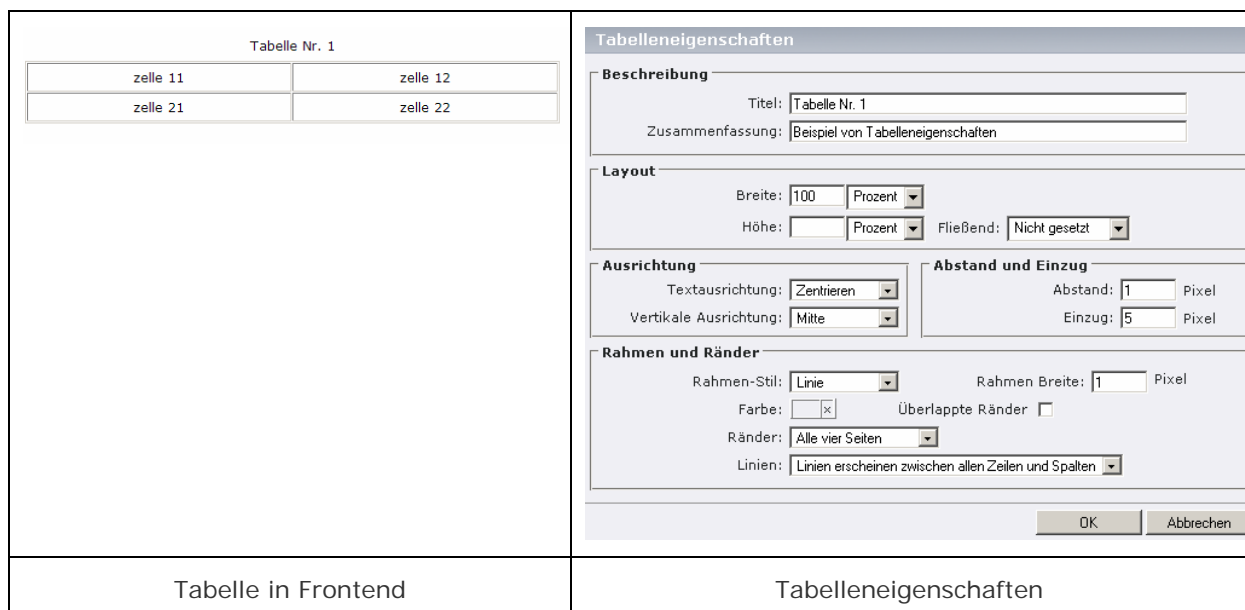 Tabelle Nr. 1
zelle 11 zelle 12
zelle 21 zelle 22
Tabelleneigenschaften
Beschreibung
Titel: Tabelle Nr. 1
Zusammenfassung: Beispiel von Tabelleneigenschaften
Layout
Breite: 100 Prozent
Höhe: Prozent Fließend: Nicht gesetzt
Ausrichtung
Textausrichtung: Zentrieren
Vertikale Ausrichtung: Mitte
Abstand und Einzug
Abstand: 1 Pixel
Einzug: 5 Pixel
Rahmen und Ränder
Rahmen-Stil: Linie Rahmen Breite: 1 Pixel
Farbe: x Überlappte Ränder
Ränder: Alle vier Seiten
Linien: Linien erscheinen zwischen allen Zeilen und Spalten
OK Abbrechen
Tabelle in Frontend Tabelleneigenschaften